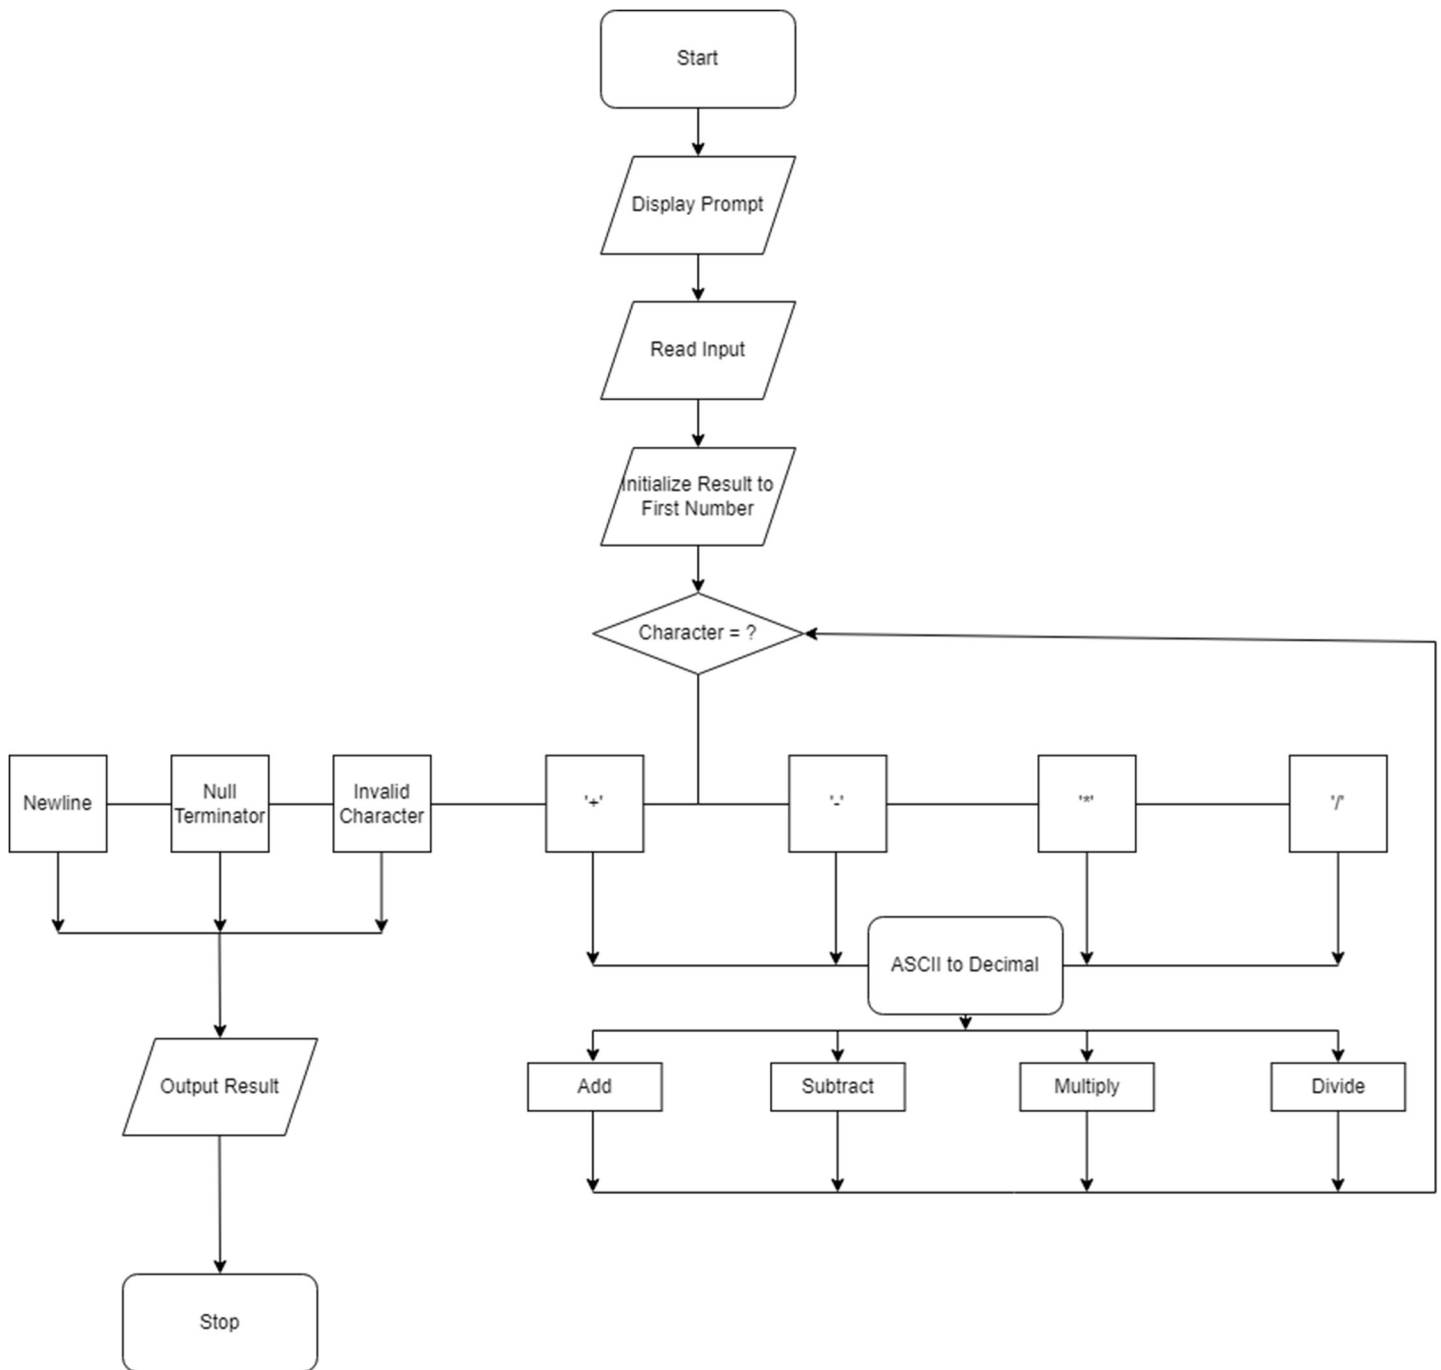 Start
Display Prompt
Read Input
Initialize Result to
First Number
Character = ?
Newline
Null
Terminator
Invalid
Character
'+'
'-'
'*'
'/'
ASCII to Decimal
Add
Subtract
Multiply
Divide
Output Result
Stop